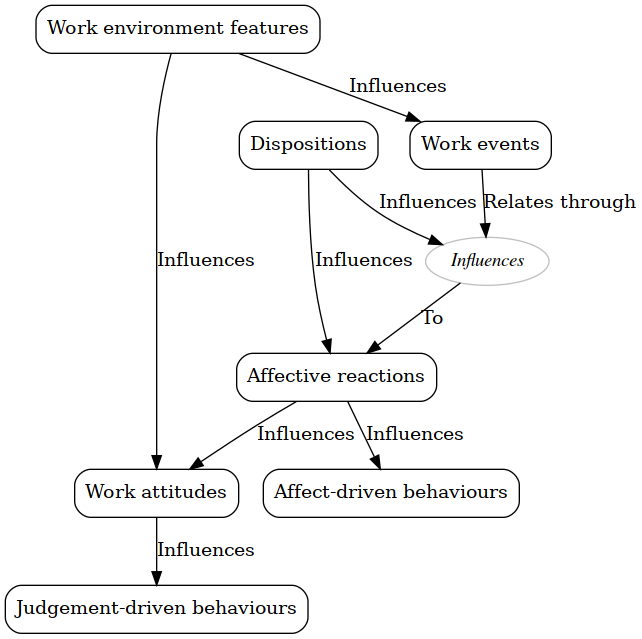 Work environment features
Influences
Dispositions
Work events
Influences
Relates through
Influences
Influences
Influences
To
Affective reactions
Influences
Influences
Work attitudes
Affect-driven behaviours
Influences
Judgement-driven behaviours